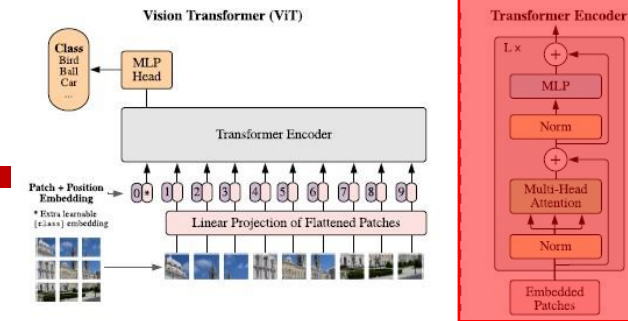 Vision Transformer (ViT)
Class
Bird
Ball
Car
...
MLP
Head
Transformer Encoder
Patch + Position
Embedding
* Extra learnable
[class] embedding
0 * 1 2 3 4 5 6 7 8 9
Linear Projection of Flattened Patches
Transformer Encoder
L ×
+
MLP
Norm
+
Multi-Head
Attention
Norm
Embedded
Patches